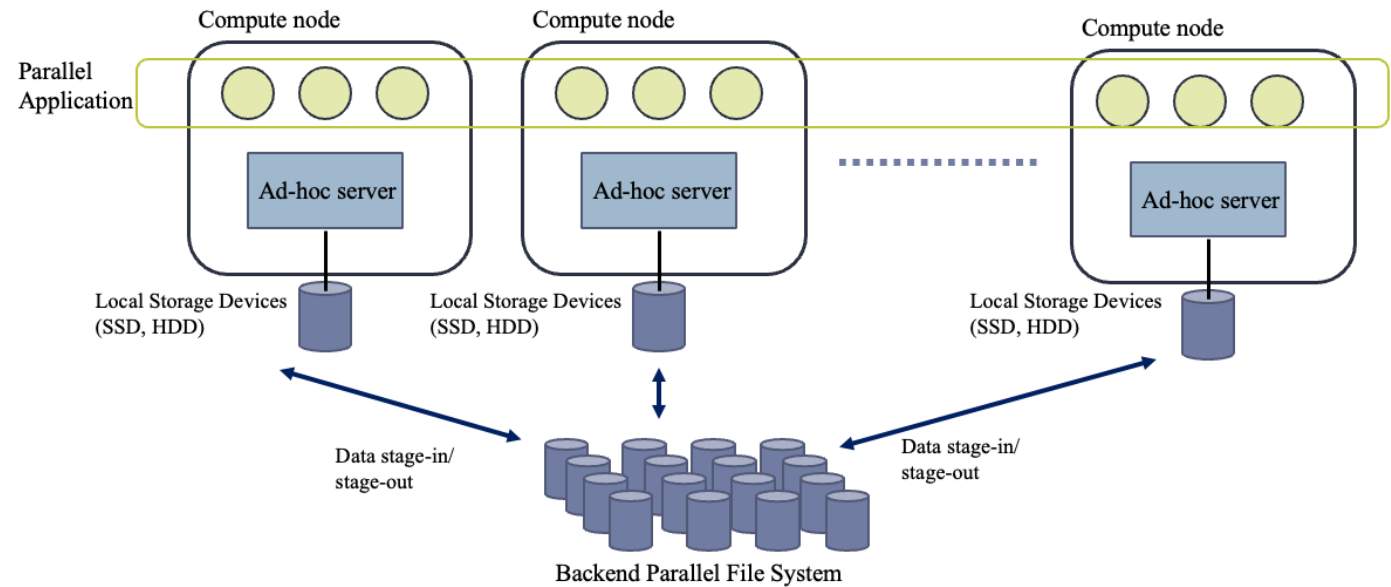 Compute node
Compute node
Compute node
Parallel
Application
Ad-hoc server
Ad-hoc server
Ad-hoc server
Local Storage Devices
(SSD, HDD)
Local Storage Devices
(SSD, HDD)
Local Storage Devices
(SSD, HDD)
Data stage-in/
stage-out
Data stage-in/
stage-out
Backend Parallel File System